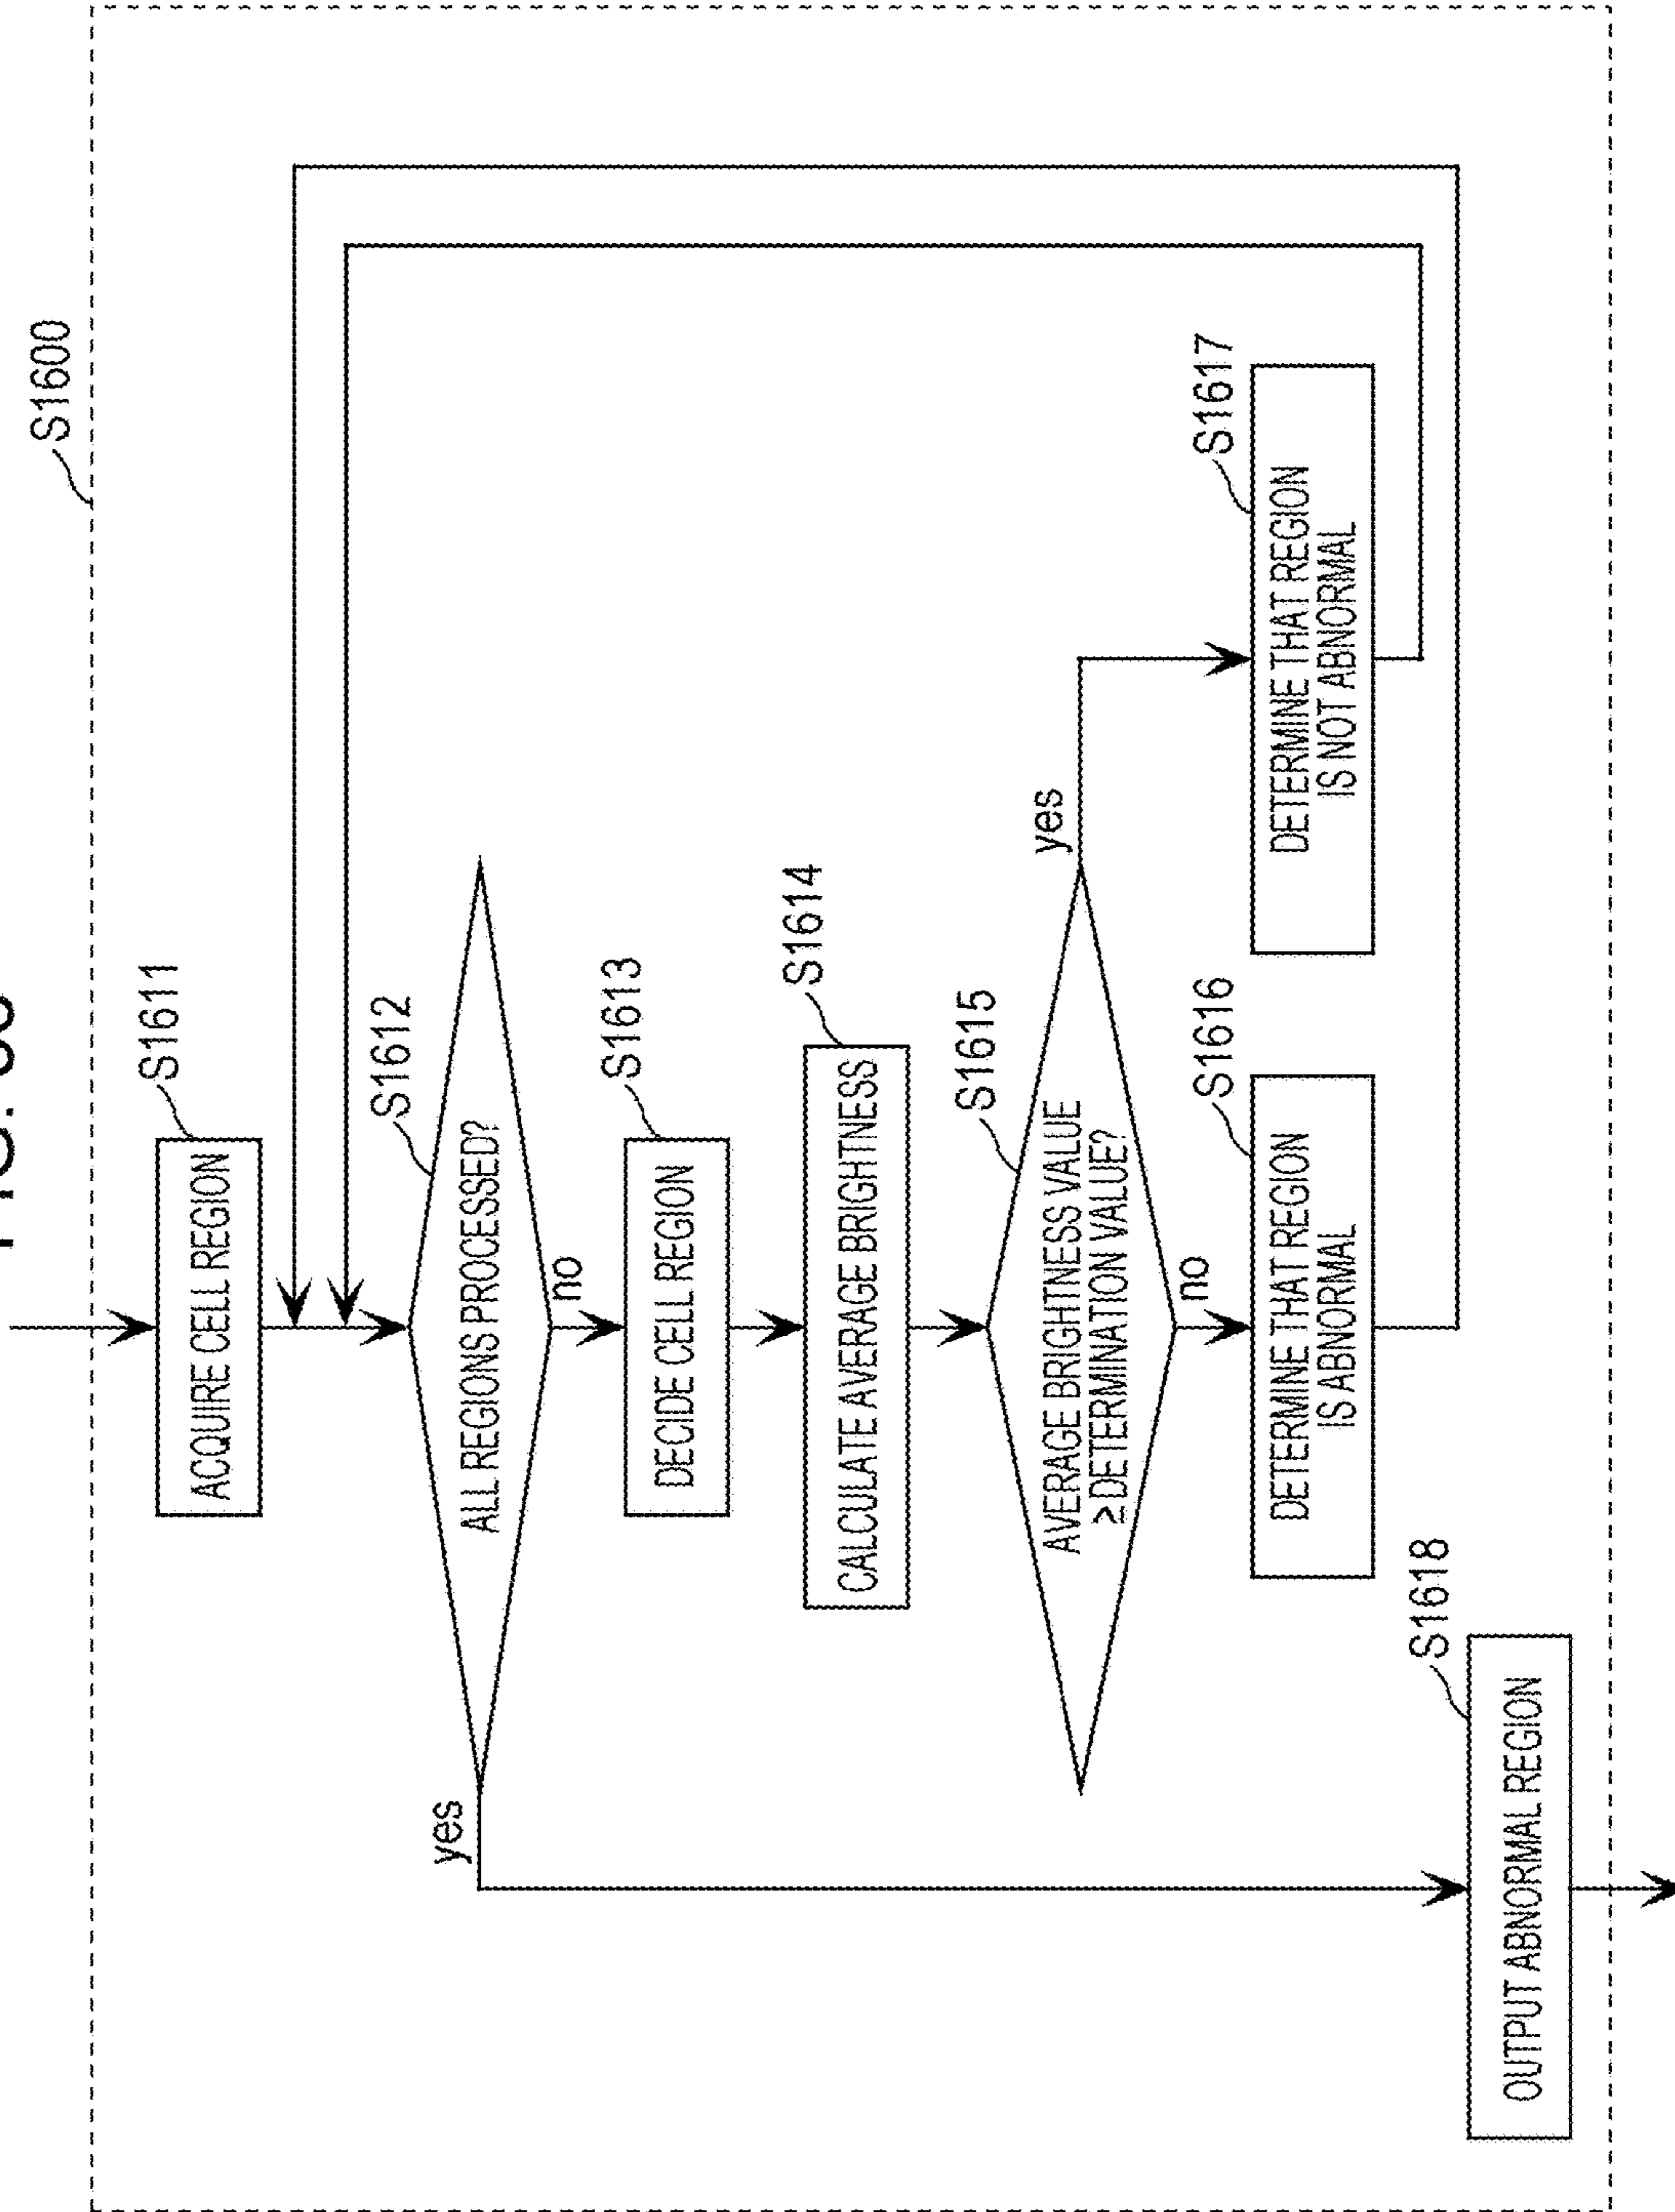 S1600
S1611
ACQUIRE CELL REGION
S1612
ALL REGIONS PROCESSED?
yes
no
S1613
DECIDE CELL REGION
S1614
CALCULATE AVERAGE BRIGHTNESS
S1615
AVERAGE BRIGHTNESS VALUE
≥DETERMINATION VALUE?
yes
no
S1616
DETERMINE THAT REGION
IS ABNORMAL
S1617
DETERMINE THAT REGION
IS NOT ABNORMAL
S1618
OUTPUT ABNORMAL REGION